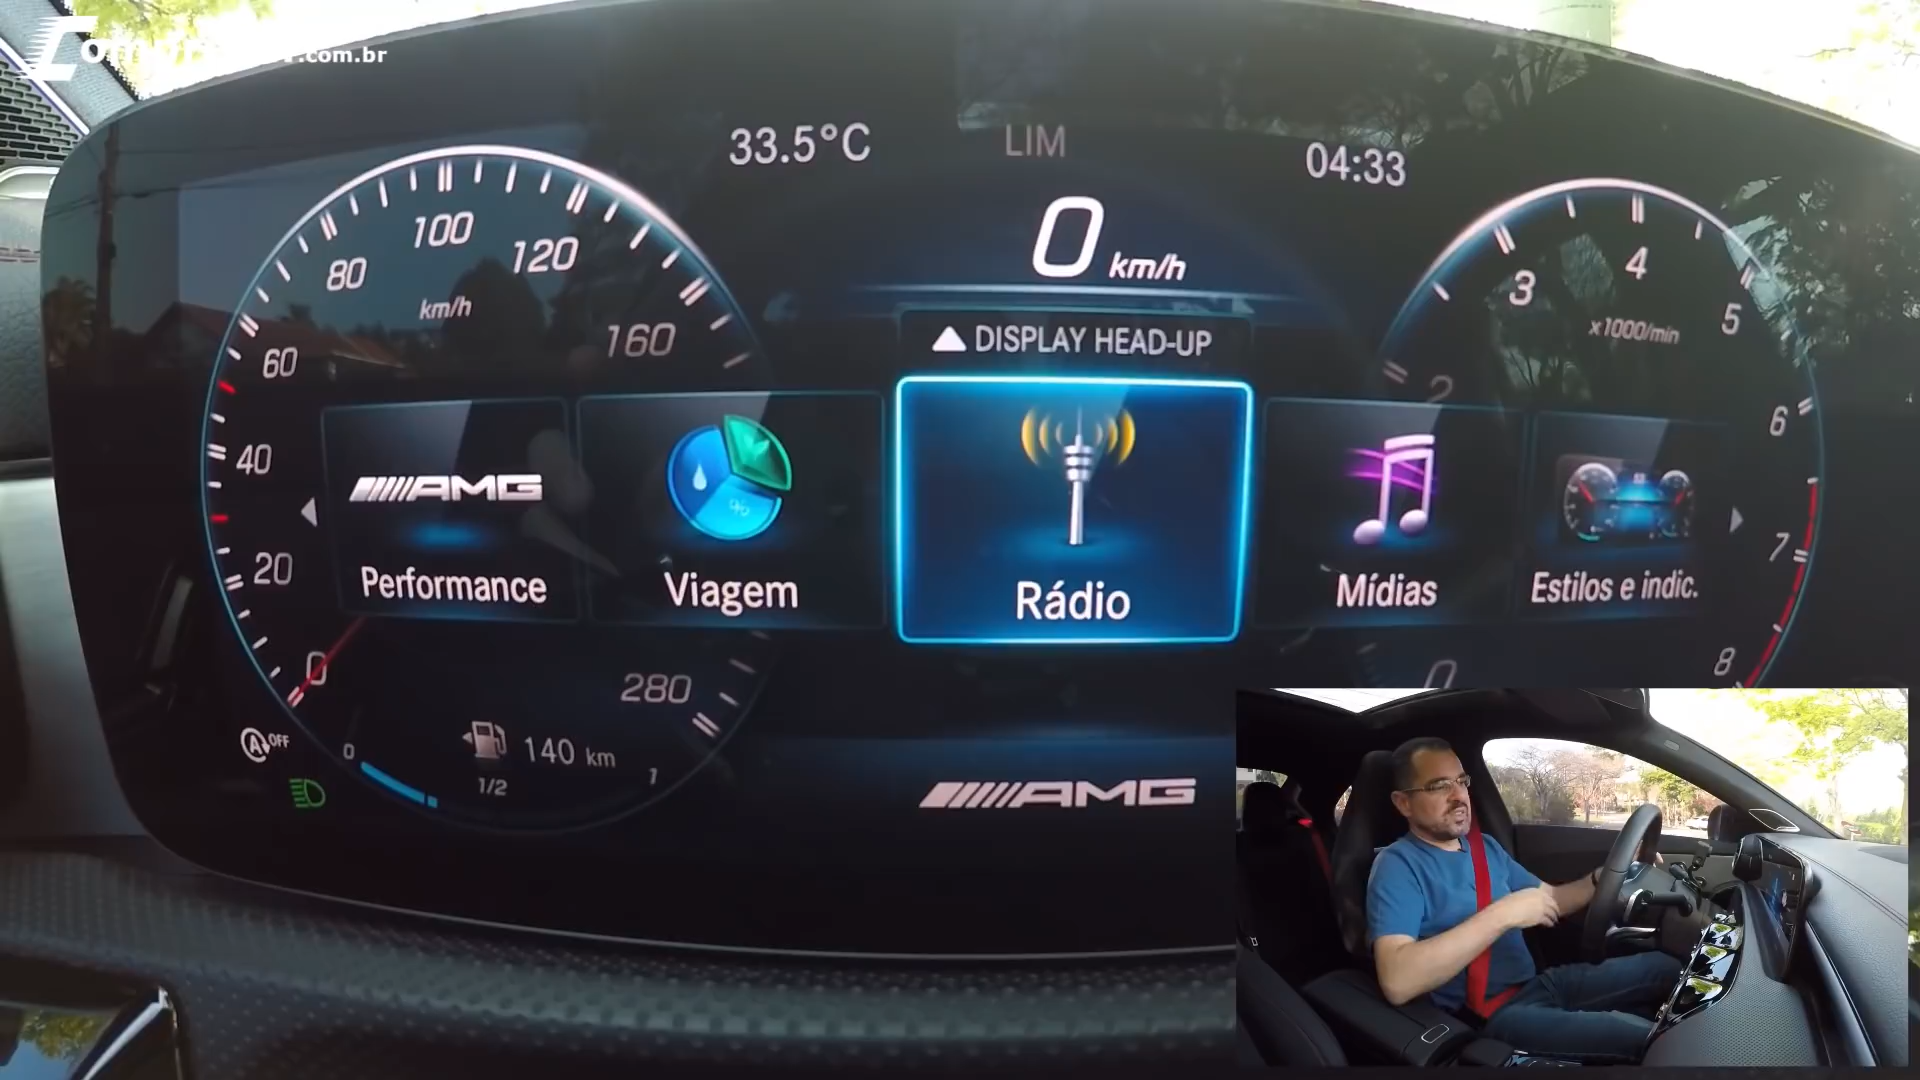 .com.br
33.5°C
LIM
04:33
0 km/h
DISPLAY HEAD-UP
0
20
40
60
80
100
120
160
280
km/h
0
2
3
4
5
6
7
8
x1000/min
AMG
Performance
Viagem
Rádio
Mídias
Estilos e indic.
A OFF
0
1/2
1
140 km
AMG